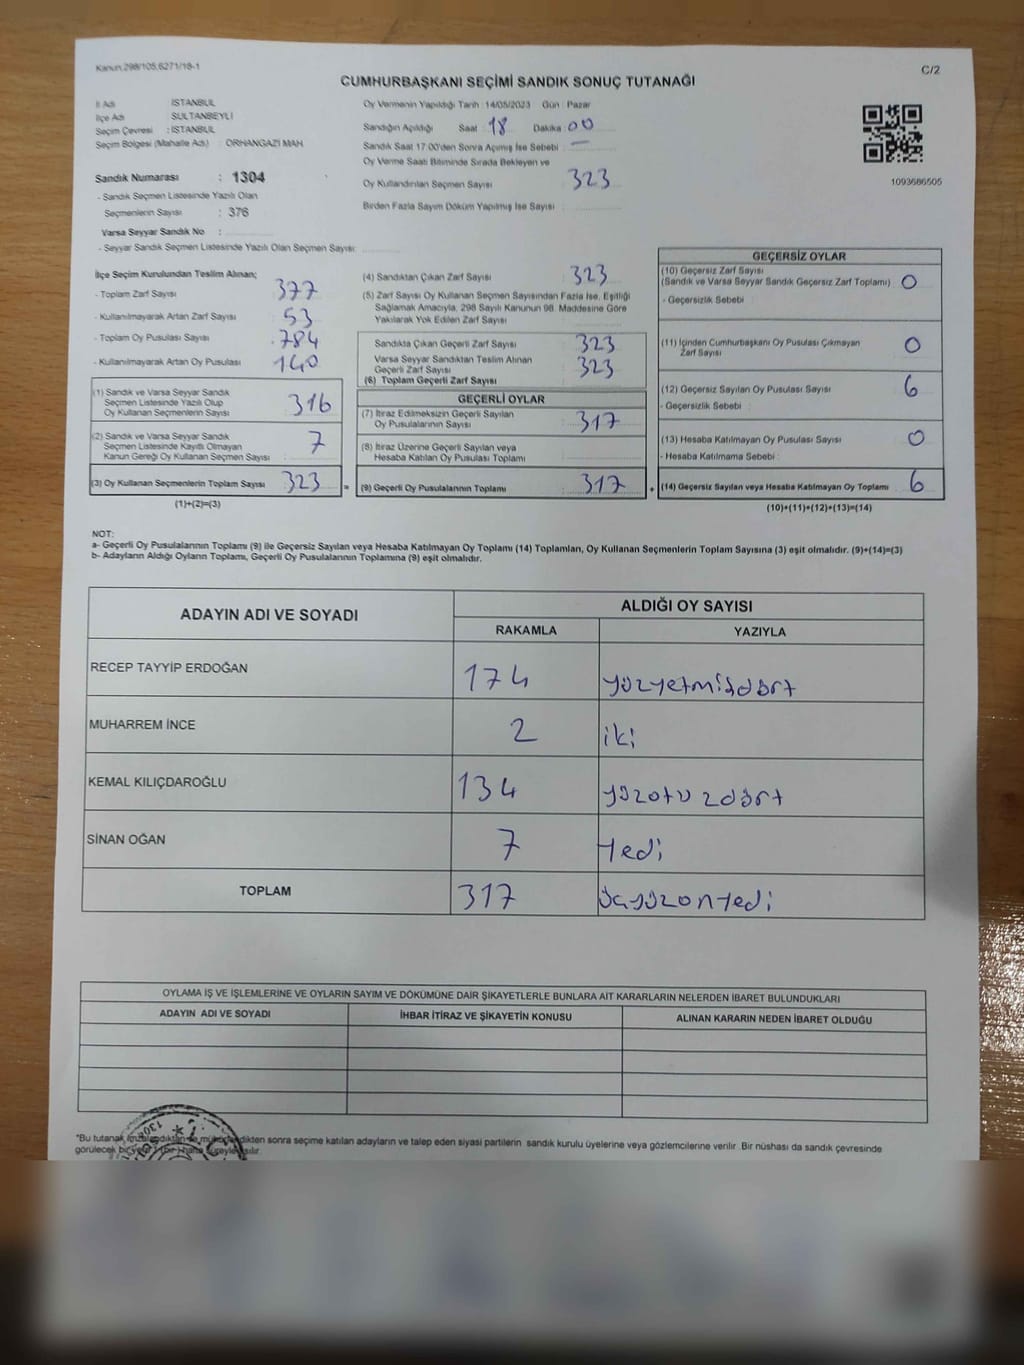 Kanun.298/105,6271/18-1
C/2
CUMHURBAŞKANI SEÇİMİ SANDIK SONUÇ TUTANAĞI
İl Adı İSTANBUL
İlçe Adı SULTANBEYLİ
Seçim Çevresi : İSTANBUL
Seçim Bölgesi (Mahalle Adı) : ORHANGAZİ MAH.
Sandık Numarası : 1304
- Sandık Seçmen Listesinde Yazılı Olan
Seçmenlerin Sayısı : 376
Varsa Seyyar Sandık No :
- Seyyar Sandık Seçmen Listesinde Yazılı Olan Seçmen Sayısı:
Oy Vermenin Yapıldığı Tarih :14/05/2023 Gün : Pazar
Sandığın Açıldığı Saat : 18 Dakika : 00
Sandık Saat 17:00'den Sonra Açılmış İse Sebebi : —
Oy Verme Saati Bitiminde Sırada Bekleyen ve
Oy Kullandırılan Seçmen Sayısı : 323
Birden Fazla Sayım Döküm Yapılmış İse Sayısı :
1093686505
İlçe Seçim Kurulundan Teslim Alınan;
- Toplam Zarf Sayısı : 377
- Kullanılmayarak Artan Zarf Sayısı : 53
- Toplam Oy Pusulası Sayısı : 784
- Kullanılmayarak Artan Oy Pusulası : 140
(1) Sandık ve Varsa Seyyar Sandık
Seçmen Listesinde Yazılı Olup
Oy Kullanan Seçmenlerin Sayısı : 316
(2) Sandık ve Varsa Seyyar Sandık
Seçmen Listesinde Kayıtlı Olmayan
Kanun Gereği Oy Kullanan Seçmen Sayısı : 7
(3) Oy Kullanan Seçmenlerin Toplam Sayısı : 323 =
(1)+(2)=(3)
(4) Sandıktan Çıkan Zarf Sayısı : 323
(5) Zarf Sayısı Oy Kullanan Seçmen Sayısından Fazla İse, Eşitliği
Sağlamak Amacıyla, 298 Sayılı Kanunun 98. Maddesine Göre
Yakılarak Yok Edilen Zarf Sayısı :
Sandıkta Çıkan Geçerli Zarf Sayısı : 323
Varsa Seyyar Sandıktan Teslim Alınan
Geçerli Zarf Sayısı : 323
(6) Toplam Geçerli Zarf Sayısı :
GEÇERLİ OYLAR
(7) İtiraz Edilmeksizin Geçerli Sayılan
Oy Pusulalarının Sayısı : 317
(8) İtiraz Üzerine Geçerli Sayılan veya
Hesaba Katılan Oy Pusulası Toplamı :
(9) Geçerli Oy Pusulalarının Toplamı : 317 +
GEÇERSİZ OYLAR
(10) Geçersiz Zarf Sayısı
(Sandık ve Varsa Seyyar Sandık Geçersiz Zarf Toplamı) : 0
- Geçersizlik Sebebi :
(11) İçinden Cumhurbaşkanı Oy Pusulası Çıkmayan
Zarf Sayısı : 0
(12) Geçersiz Sayılan Oy Pusulası Sayısı : 6
- Geçersizlik Sebebi :
(13) Hesaba Katılmayan Oy Pusulası Sayısı : 0
- Hesaba Katılmama Sebebi :
(14) Geçersiz Sayılan veya Hesaba Katılmayan Oy Toplamı : 6
(10)+(11)+(12)+(13)=(14)
NOT:
a- Geçerli Oy Pusulalarının Toplamı (9) ile Geçersiz Sayılan veya Hesaba Katılmayan Oy Toplamı (14) Toplamları, Oy Kullanan Seçmenlerin Toplam Sayısına (3) eşit olmalıdır. (9)+(14)=(3)
b- Adayların Aldığı Oyların Toplamı, Geçerli Oy Pusulalarının Toplamına (9) eşit olmalıdır.
ADAYIN ADI VE SOYADI ALDIĞI OY SAYISI
RAKAMLA YAZIYLA
RECEP TAYYİP ERDOĞAN 174 yüzyetmişdört
MUHARREM İNCE 2 iki
KEMAL KILIÇDAROĞLU 134 yüzotuzdört
SİNAN OĞAN 7 Yedi
TOPLAM 317 üçyüzonyedi
OYLAMA İŞ VE İŞLEMLERİNE VE OYLARIN SAYIM VE DÖKÜMÜNE DAİR ŞİKAYETLERLE BUNLARA AİT KARARLARIN NELERDEN İBARET BULUNDUKLARI
ADAYIN ADI VE SOYADI İHBAR İTİRAZ VE ŞİKAYETİN KONUSU ALINAN KARARIN NEDEN İBARET OLDUĞU
*Bu tutanak sonra seçime katılan adayların ve talep eden siyasi partilerin sandık kurulu üyelerine veya gözlemcilerine verilir. Bir nüshası da sandık çevresinde
görülecek bir